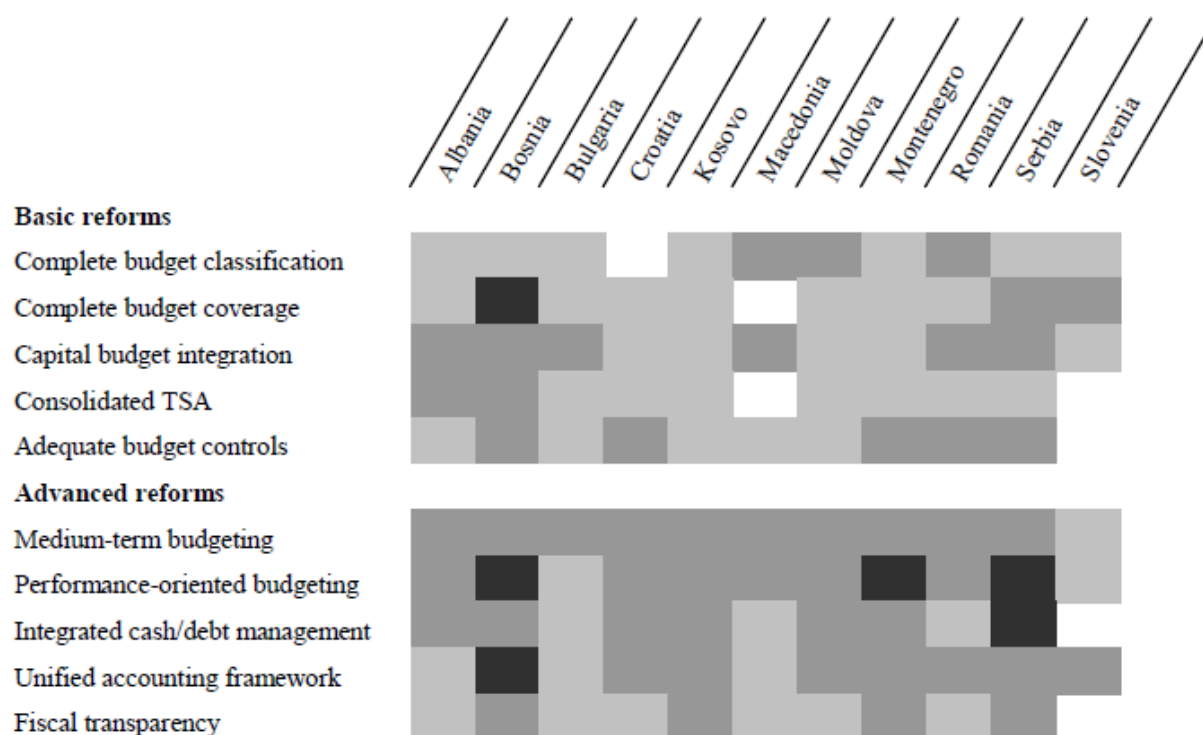 Albania
Bosnia
Bulgaria
Croatia
Kosovo
Macedonia
Moldova
Montenegro
Romania
Serbia
Slovenia
Basic reforms
Complete budget classification
Complete budget coverage
Capital budget integration
Consolidated TSA
Adequate budget controls
Advanced reforms
Medium-term budgeting
Performance-oriented budgeting
Integrated cash/debt management
Unified accounting framework
Fiscal transparency